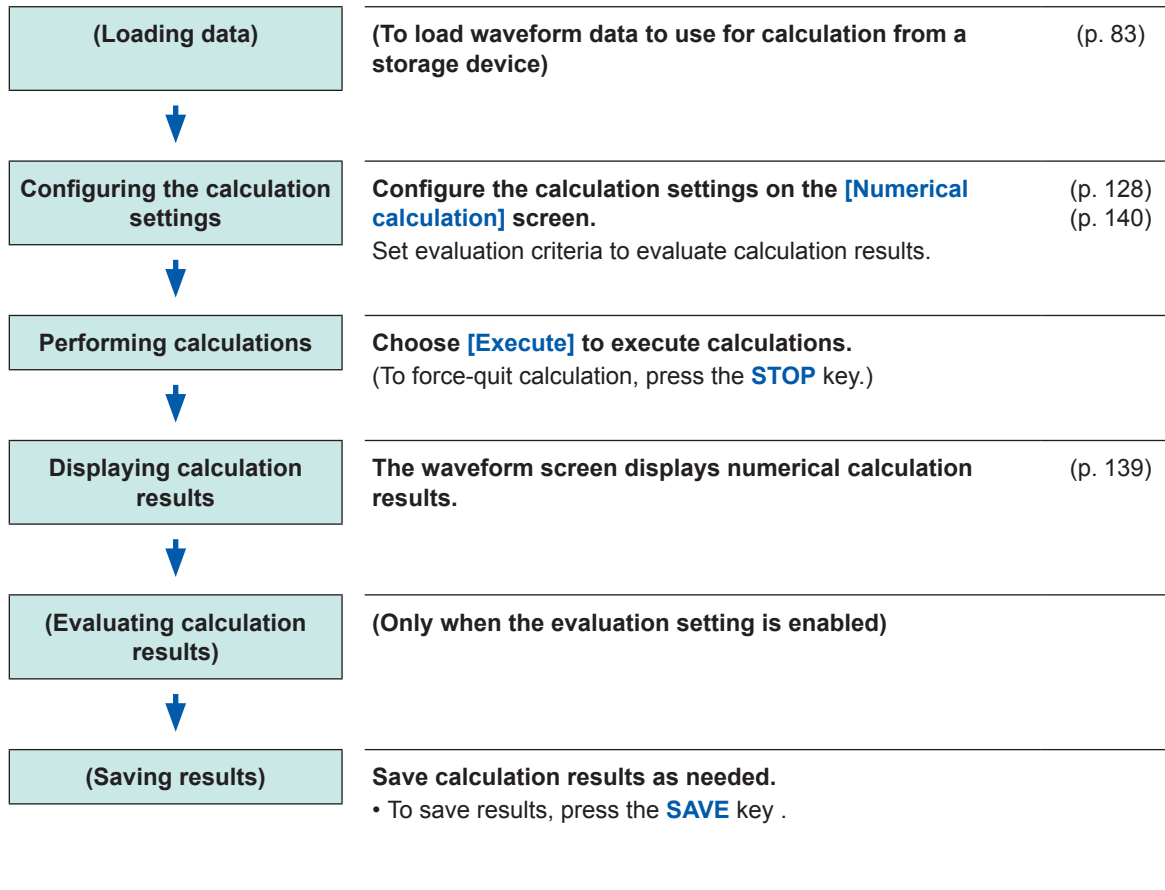 (Loading data)
(To load waveform data to use for calculation from a
storage device)
(p. 83)
Configuring the calculation
settings
Configure the calculation settings on the [Numerical
calculation] screen.
Set evaluation criteria to evaluate calculation results.
(p. 128)
(p. 140)
Performing calculations
Choose [Execute] to execute calculations.
(To force-quit calculation, press the STOP key.)
Displaying calculation
results
The waveform screen displays numerical calculation
results.
(p. 139)
(Evaluating calculation
results)
(Only when the evaluation setting is enabled)
(Saving results)
Save calculation results as needed.
• To save results, press the SAVE key .